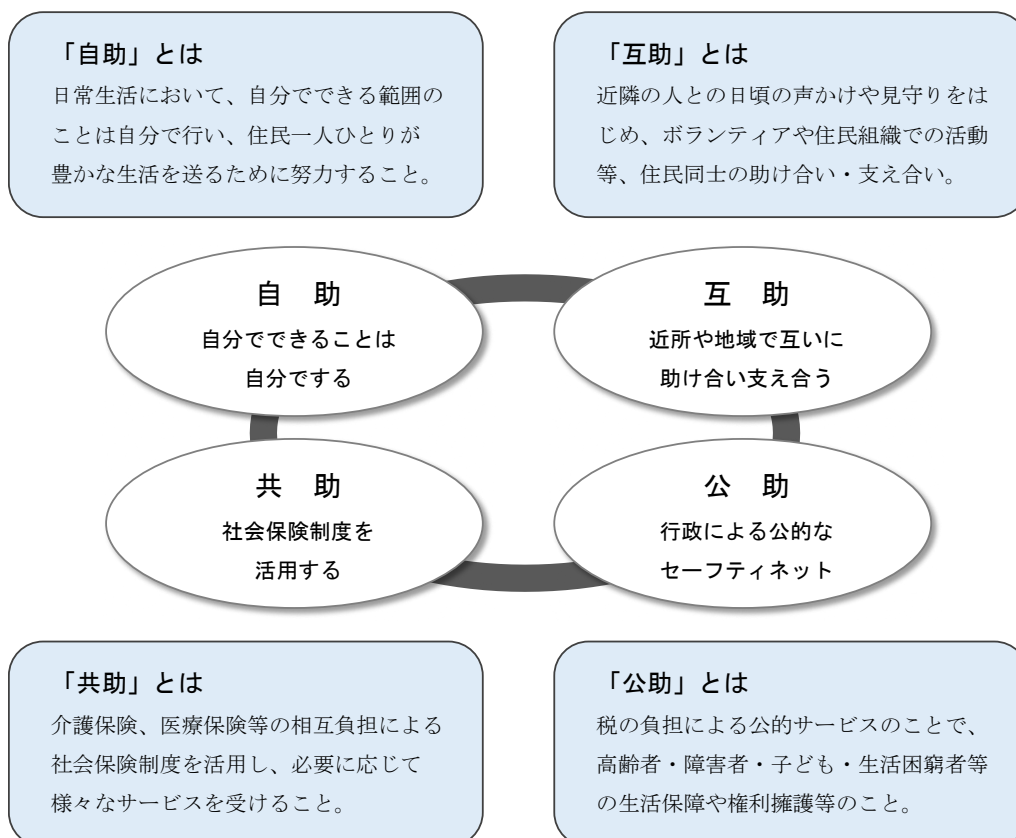 「自助」とは
日常生活において、自分でできる範囲の
ことは自分で行い、住民一人ひとりが
豊かな生活を送るために努力すること。
「互助」とは
近隣の人との日頃の声かけや見守りをは
じめ、ボランティアや住民組織での活動
等、住民同士の助け合い・支え合い。
自　助
自分でできることは
自分でする
互　助
近所や地域で互いに
助け合い支え合う
共　助
社会保険制度を
活用する
公　助
行政による公的な
セーフティネット
「共助」とは
介護保険、医療保険等の相互負担による
社会保険制度を活用し、必要に応じて
様々なサービスを受けること。
「公助」とは
税の負担による公的サービスのことで、
高齢者・障害者・子ども・生活困窮者等
の生活保障や権利擁護等のこと。